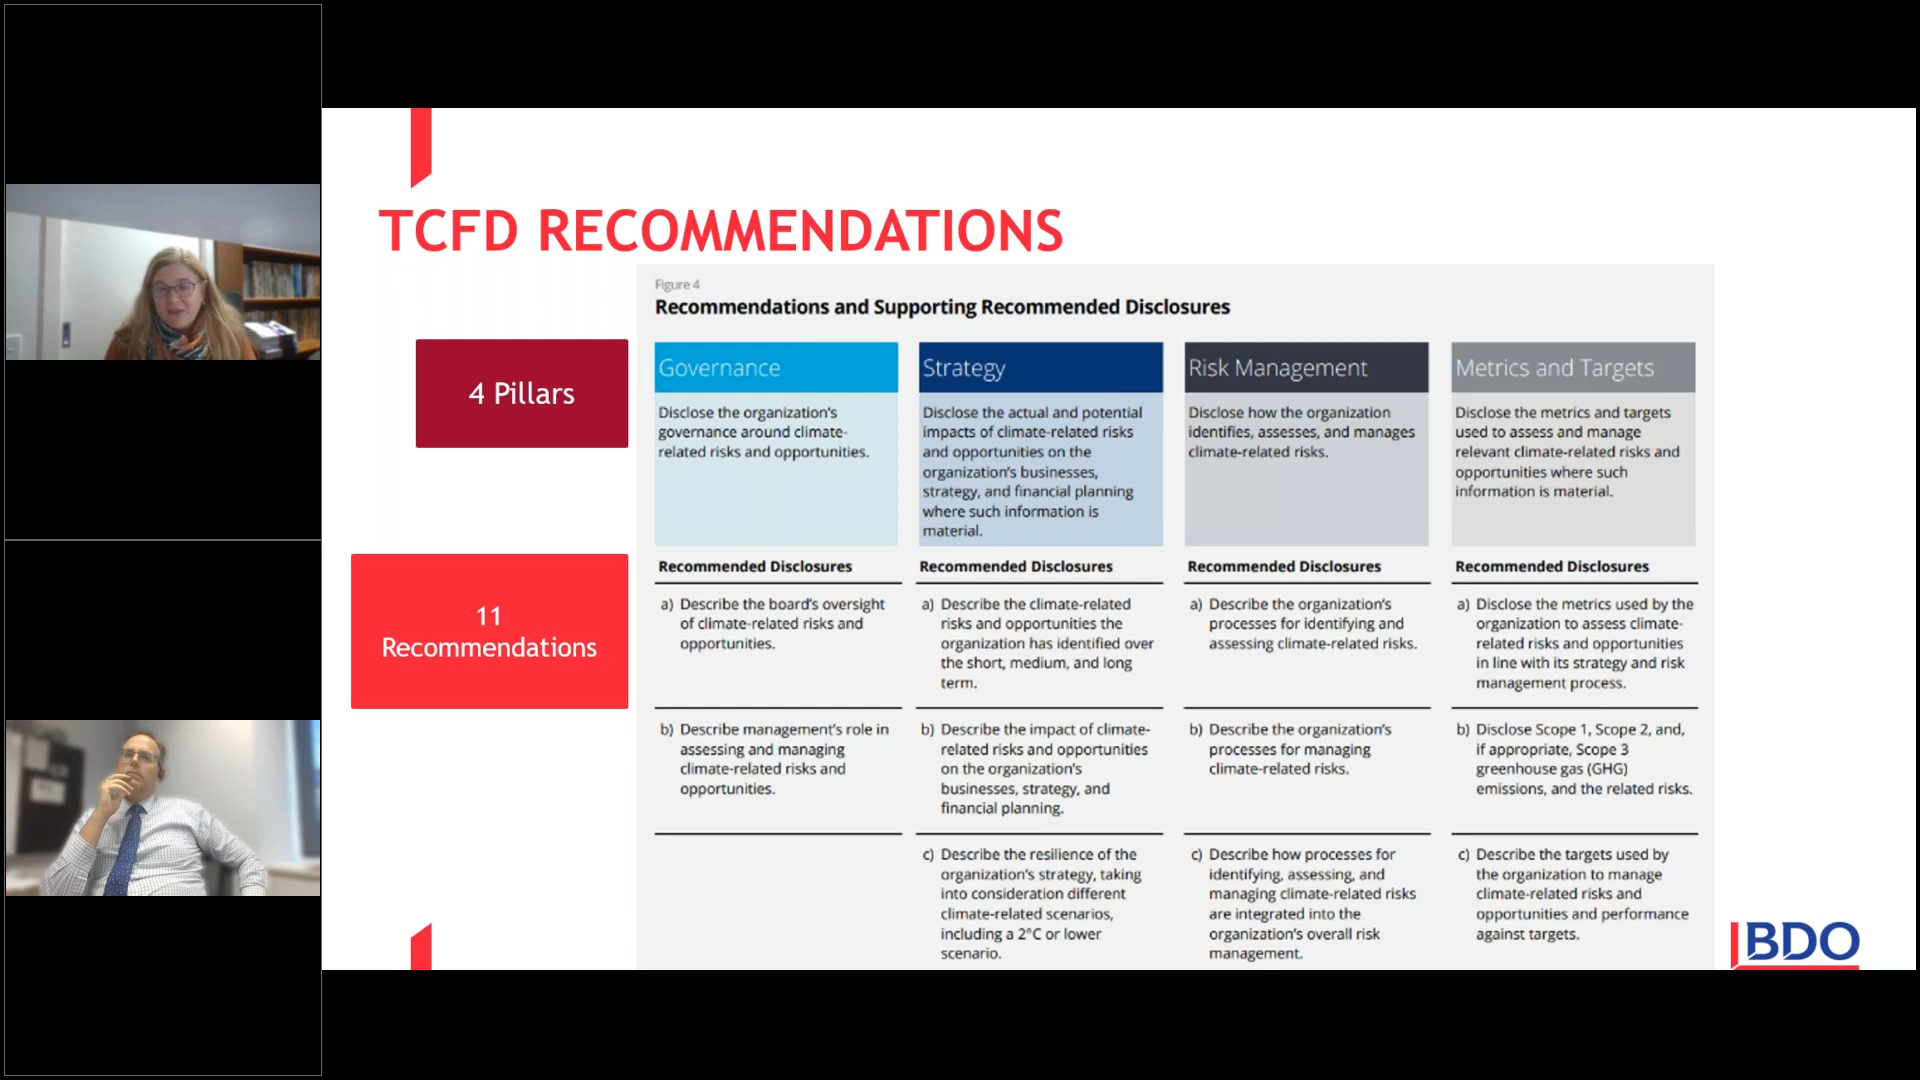 TCFD RECOMMENDATIONS
4 Pillars
11
Recommendations
Figure 4
Recommendations and Supporting Recommended Disclosures
Governance
Disclose the organization's
governance around climate-
related risks and opportunities.
Recommended Disclosures
a) Describe the board's oversight
of climate-related risks and
opportunities.
b) Describe management's role in
assessing and managing
climate-related risks and
opportunities.
Strategy
Disclose the actual and potential
impacts of climate-related risks
and opportunities on the
organization's businesses,
strategy, and financial planning
where such information is
material.
Recommended Disclosures
a) Describe the climate-related
risks and opportunities the
organization has identified over
the short, medium, and long
term.
b) Describe the impact of climate-
related risks and opportunities
on the organization's
businesses, strategy, and
financial planning.
c) Describe the resilience of the
organization's strategy, taking
into consideration different
climate-related scenarios,
including a 2°C or lower
scenario.
Risk Management
Disclose how the organization
identifies, assesses, and manages
climate-related risks.
Recommended Disclosures
a) Describe the organization's
processes for identifying and
assessing climate-related risks.
b) Describe the organization's
processes for managing
climate-related risks.
c) Describe how processes for
identifying, assessing, and
managing climate-related risks
are integrated into the
organization's overall risk
management.
Metrics and Targets
Disclose the metrics and targets
used to assess and manage
relevant climate-related risks and
opportunities where such
information is material.
Recommended Disclosures
a) Disclose the metrics used by the
organization to assess climate-
related risks and opportunities
in line with its strategy and risk
management process.
b) Disclose Scope 1, Scope 2, and,
if appropriate, Scope 3
greenhouse gas (GHG)
emissions, and the related risks.
c) Describe the targets used by
the organization to manage
climate-related risks and
opportunities and performance
against targets.
BDO